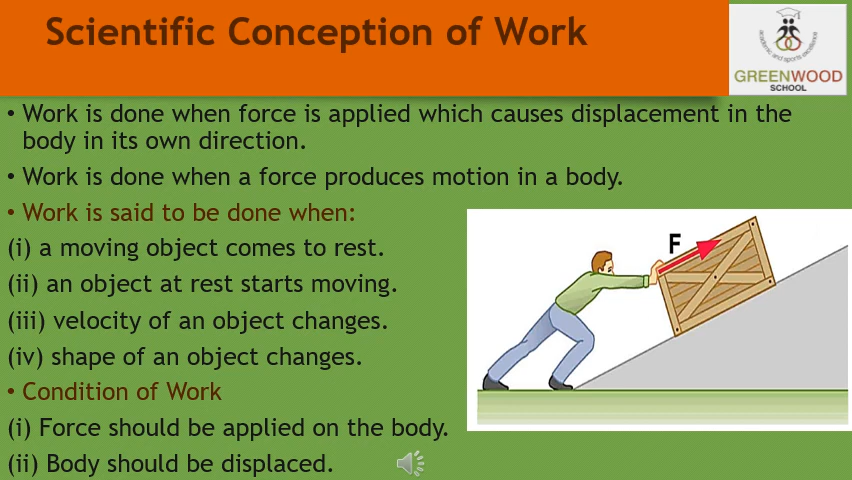 Scientific Conception of Work
academic and sports excellence
GREENWOOD
SCHOOL
• Work is done when force is applied which causes displacement in the
body in its own direction.
• Work is done when a force produces motion in a body.
• Work is said to be done when:
(i) a moving object comes to rest.
(ii) an object at rest starts moving.
(iii) velocity of an object changes.
(iv) shape of an object changes.
F
• Condition of Work
(i) Force should be applied on the body.
(ii) Body should be displaced.